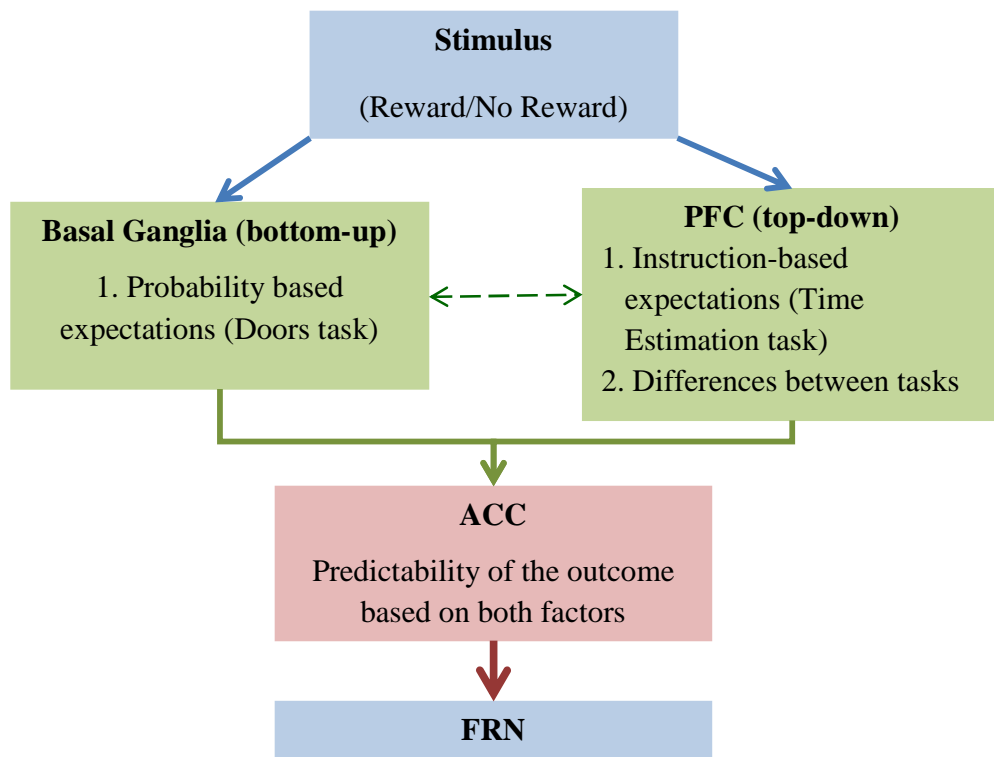 Stimulus
(Reward/No Reward)
Basal Ganglia (bottom-up)
1. Probability based
expectations (Doors task)
PFC (top-down)
1. Instruction-based
expectations (Time
Estimation task)
2. Differences between tasks
ACC
Predictability of the outcome
based on both factors
FRN